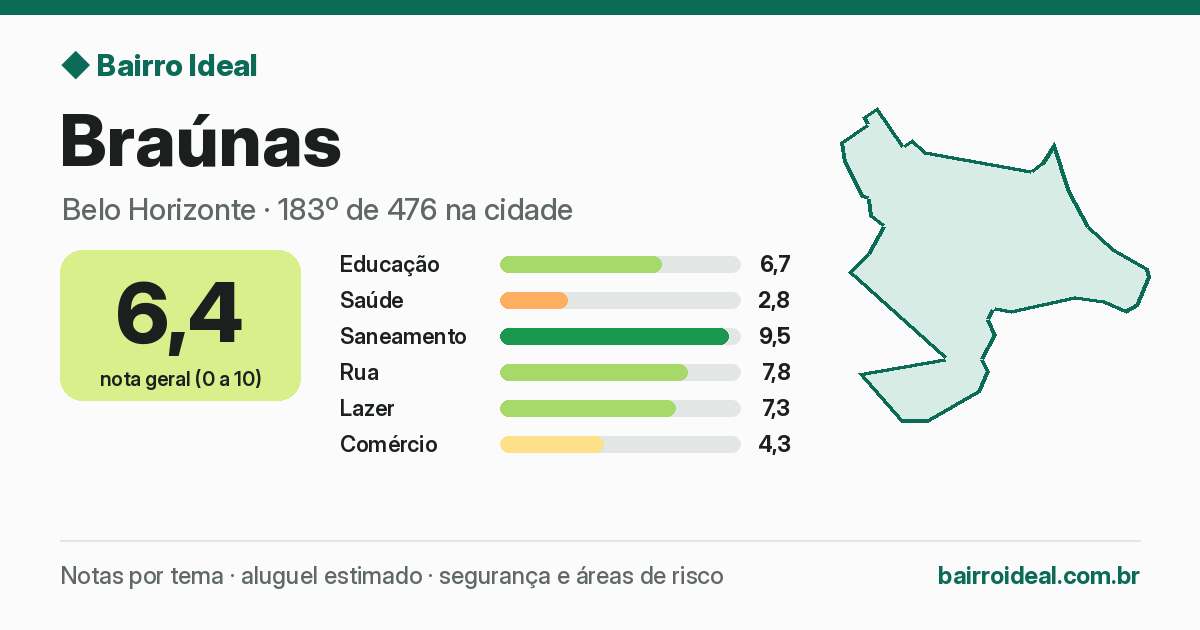 Bairro Ideal
Braúnas
Belo Horizonte · 183º de 476 na cidade
6,4
nota geral (0 a 10)
Educação 6,7
Saúde 2,8
Saneamento 9,5
Rua 7,8
Lazer 7,3
Comércio 4,3
Notas por tema · aluguel estimado · segurança e áreas de risco
bairroideal.com.br